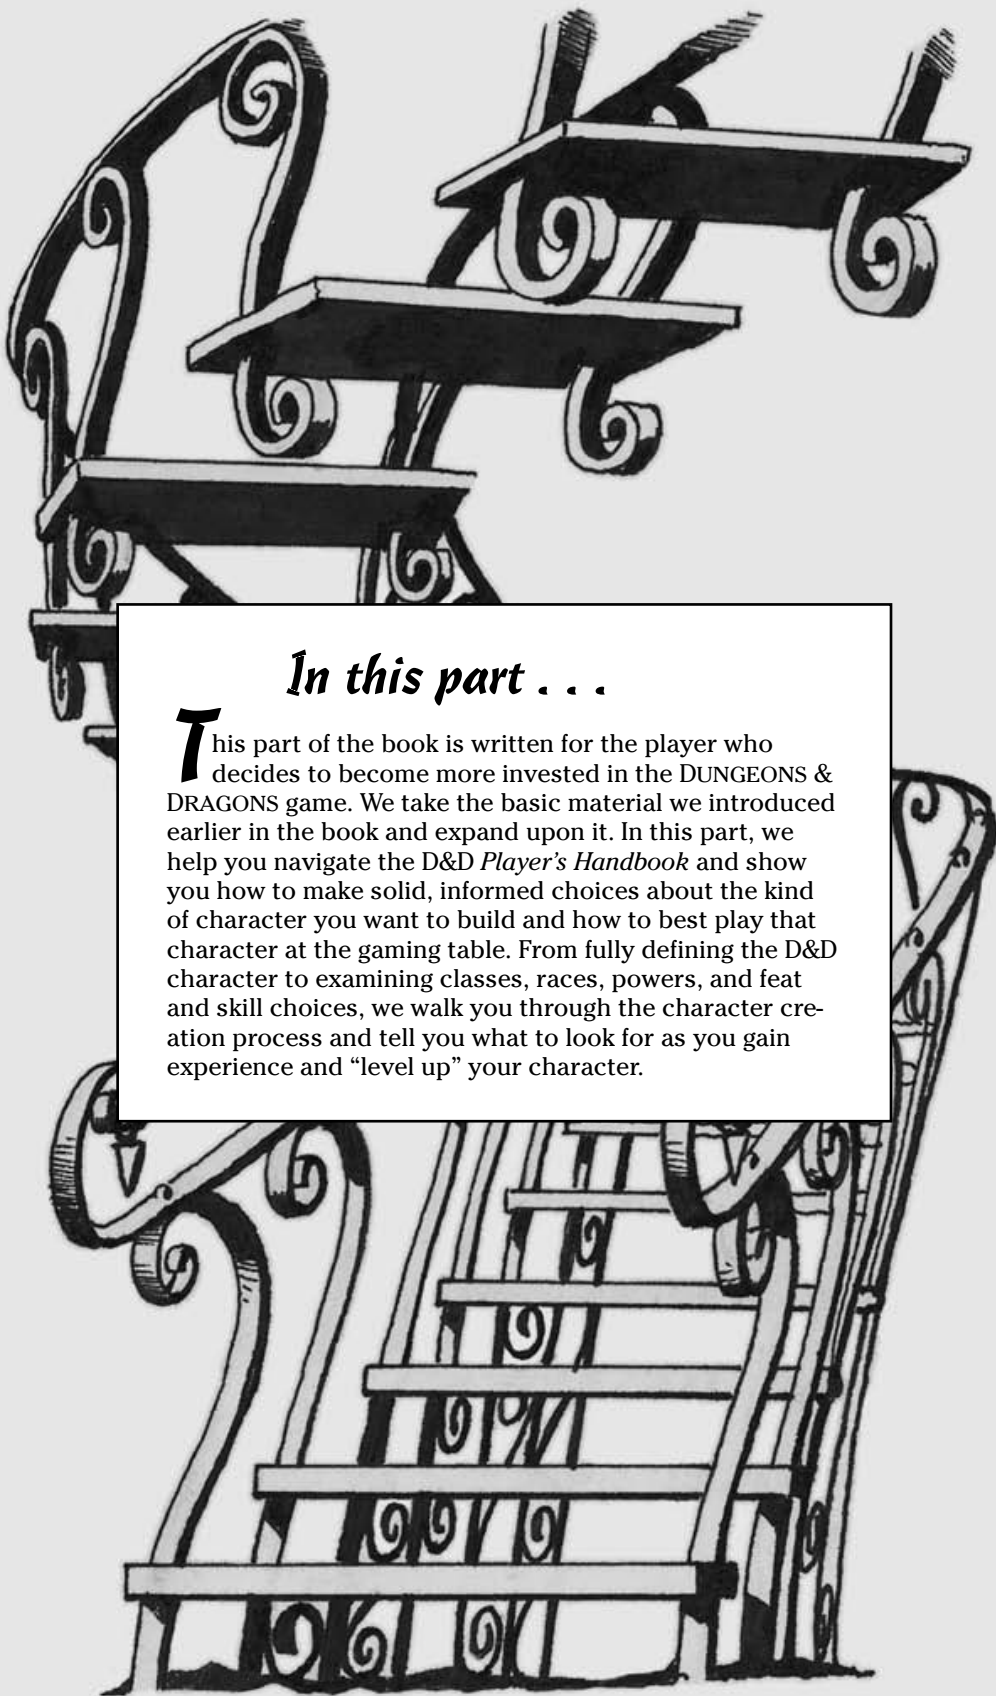 In this part . . .
This part of the book is written for the player who
decides to become more invested in the DUNGEONS &
DRAGONS game. We take the basic material we introduced
earlier in the book and expand upon it. In this part, we
help you navigate the D&D Player's Handbook and show
you how to make solid, informed choices about the kind
of character you want to build and how to best play that
character at the gaming table. From fully defining the D&D
character to examining classes, races, powers, and feat
and skill choices, we walk you through the character cre-
ation process and tell you what to look for as you gain
experience and “level up” your character.